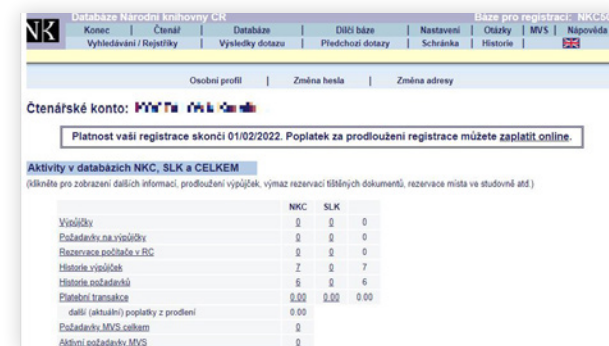 Databáze Národní knihovny ČR Báze pro registraci: NKC50
NK
Konec | Čtenář | Databáze | Dílčí báze | Nastavení | Otázky | MVS | Nápověda
Vyhledávání / Rejstříky | Výsledky dotazu | Předchozí dotazy | Schránka | Historie |
Osobní profil | Změna hesla | Změna adresy
Čtenářské konto:
Platnost vaší registrace skončí 01/02/2022. Poplatek za prodloužení registrace můžete zaplatit online.
Aktivity v databázích NKC, SLK a CELKEM
(klikněte pro zobrazení dalších informací, prodloužení výpůjček, výmaz rezervací tištěných dokumentů, rezervace místa ve studovně atd.)
NKC SLK
Výpůjčky 0 0 0
Požadavky na výpůjčky 0 0 0
Rezervace počítače v RC 0 0 0
Historie výpůjček 7 0 7
Historie požadavků 6 0 6
Platební transakce 0.00 0.00 0.00
další (aktuální) poplatky z prodlení 0.00
Požadavky MVS celkem 0
Aktivní požadavky MVS 0